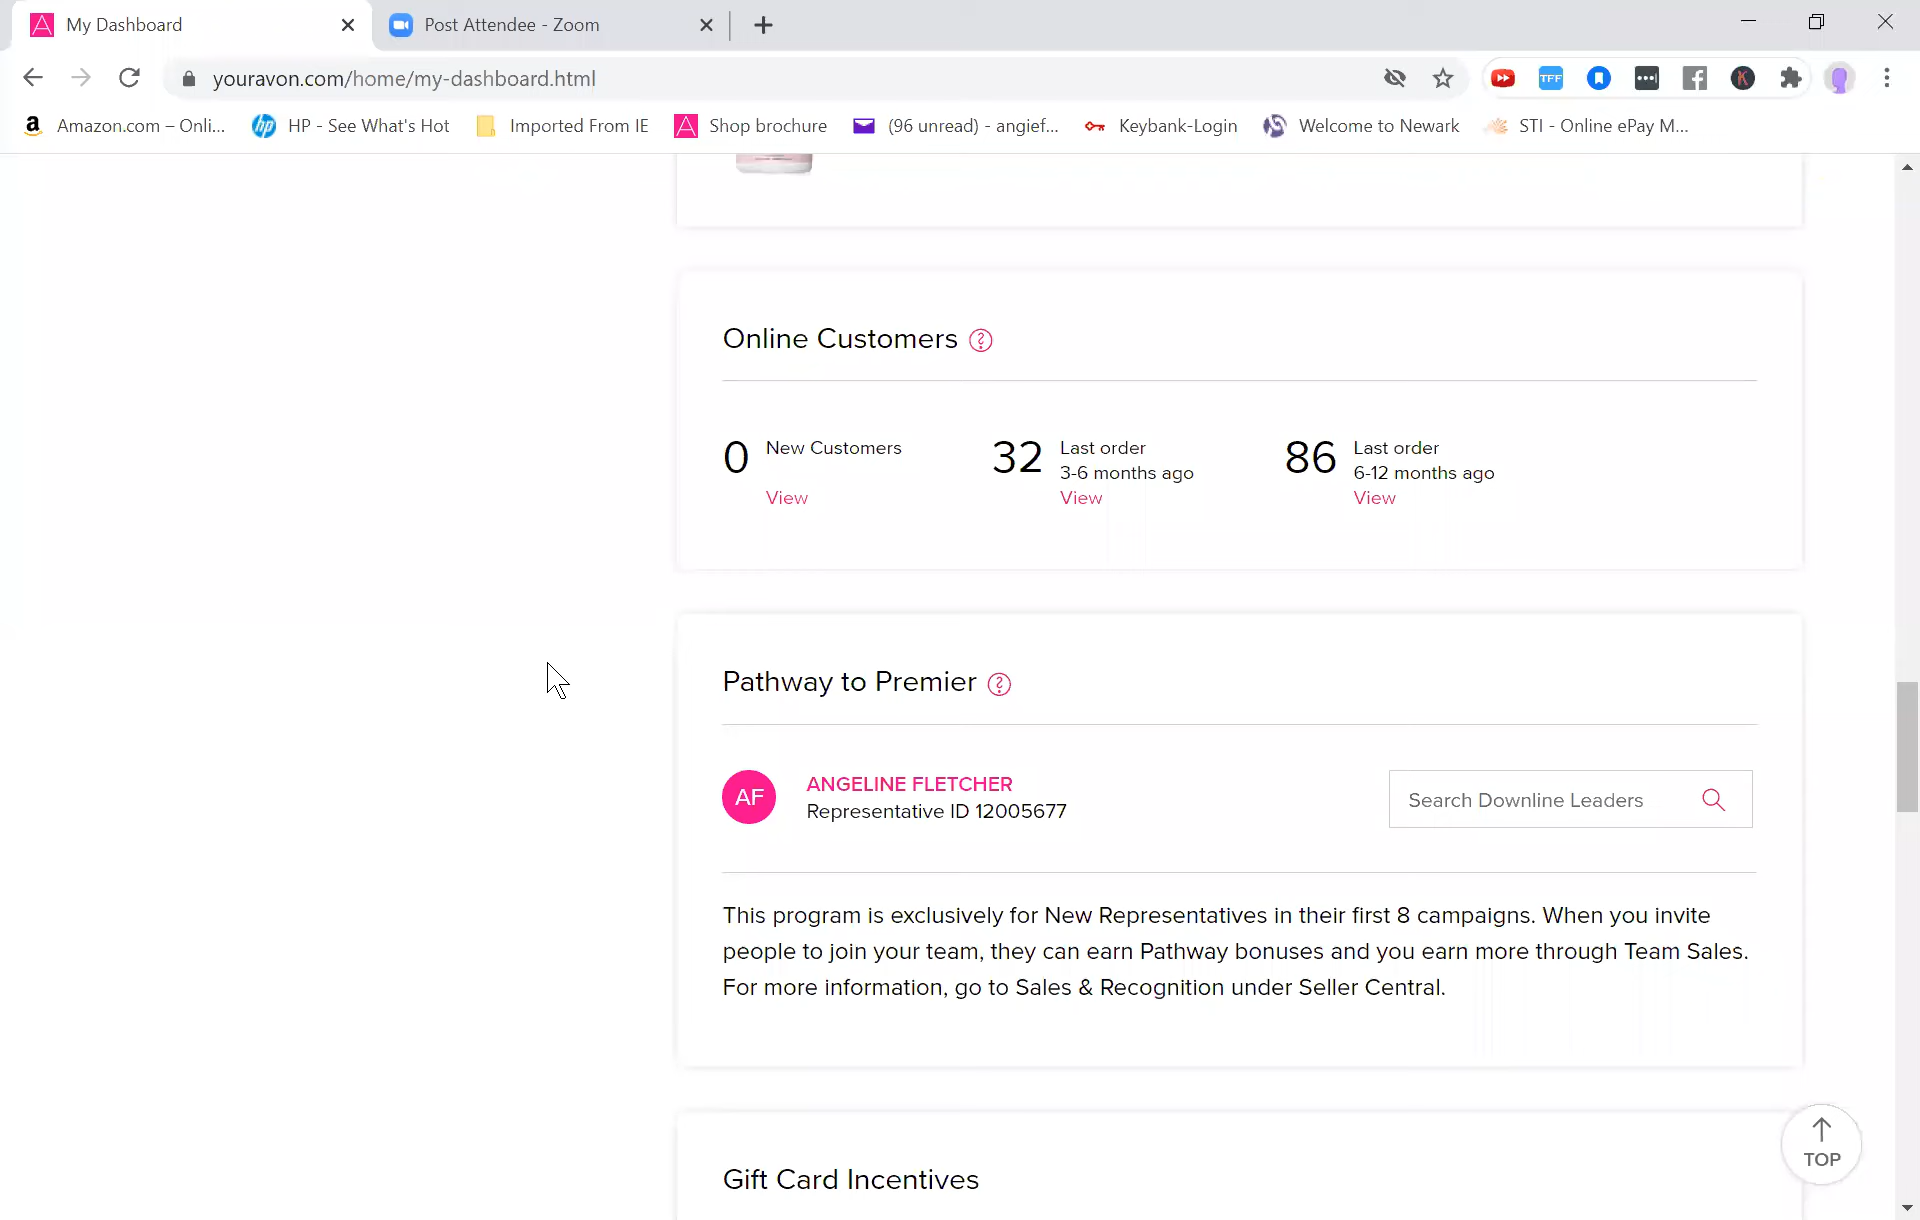 My Dashboard
Post Attendee - Zoom
youravon.com/home/my-dashboard.html
TFF
K
a Amazon.com – Onli...
hp HP - See What's Hot
Imported From IE
A Shop brochure
(96 unread) - angief...
Keybank-Login
Welcome to Newark
STI - Online ePay M...
Online Customers ?
0 New Customers
View
32 Last order
3-6 months ago
View
86 Last order
6-12 months ago
View
Pathway to Premier ?
AF
ANGELINE FLETCHER
Representative ID 12005677
Search Downline Leaders
This program is exclusively for New Representatives in their first 8 campaigns. When you invite
people to join your team, they can earn Pathway bonuses and you earn more through Team Sales.
For more information, go to Sales & Recognition under Seller Central.
Gift Card Incentives
TOP